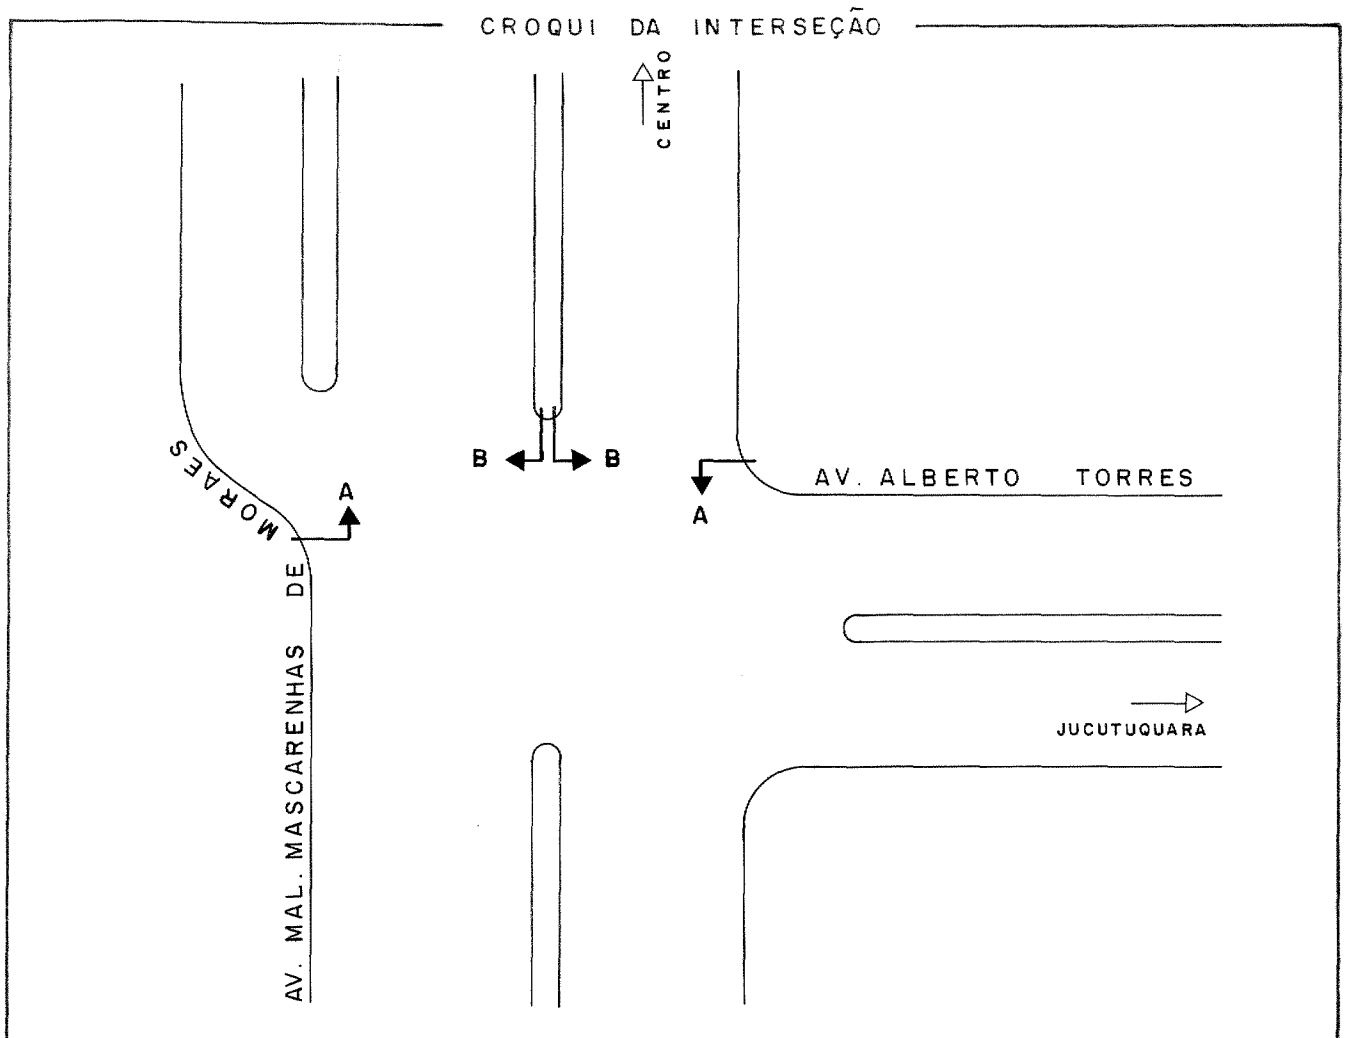 CROQUI DA INTERSEÇÃO
CENTRO
B B
A
A
AV. ALBERTO TORRES
AV. MAL. MASCARENHAS DE MORAES
JUCUTUQUARA